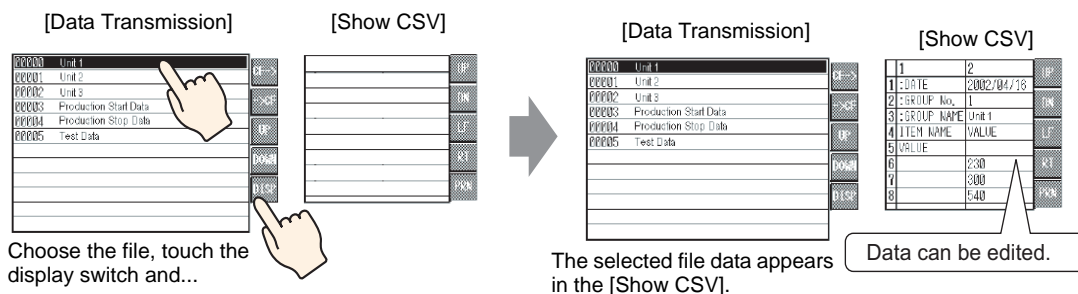 [Data Transmission]
[Show CSV]
00000 Unit 1
00001 Unit 2
00002 Unit 3
00003 Production Start Data
00004 Production Stop Data
00005 Test Data
CF-->
-->CF
UP
DOWN
DISP
UP
DN
LF
RT
PRN
Choose the file, touch the
display switch and...
[Data Transmission]
[Show CSV]
00000 Unit 1
00001 Unit 2
00002 Unit 3
00003 Production Start Data
00004 Production Stop Data
00005 Test Data
CF-->
-->CF
UP
DOWN
DISP
1 2
1 :DATE 2002/04/16
2 :GROUP No. 1
3 :GROUP NAME Unit 1
4 ITEM NAME VALUE
5 VALUE
6 230
7 300
8 540
UP
DN
LF
RT
PRN
Data can be edited.
The selected file data appears
in the [Show CSV].